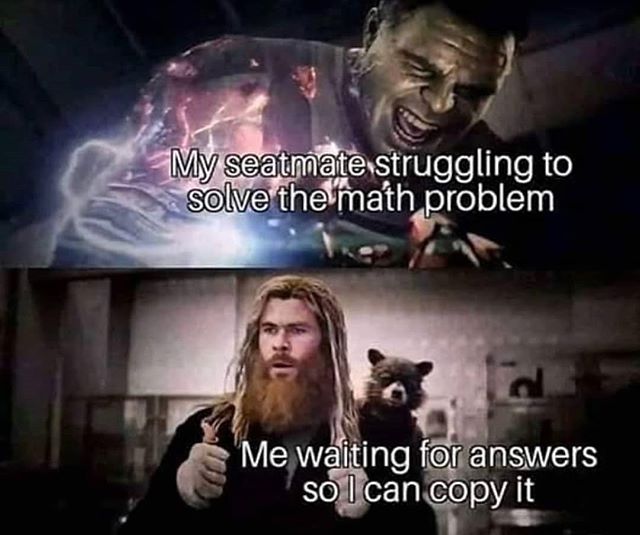 My seatmate struggling to
solve the math problem
Me waiting for answers
so I can copy it